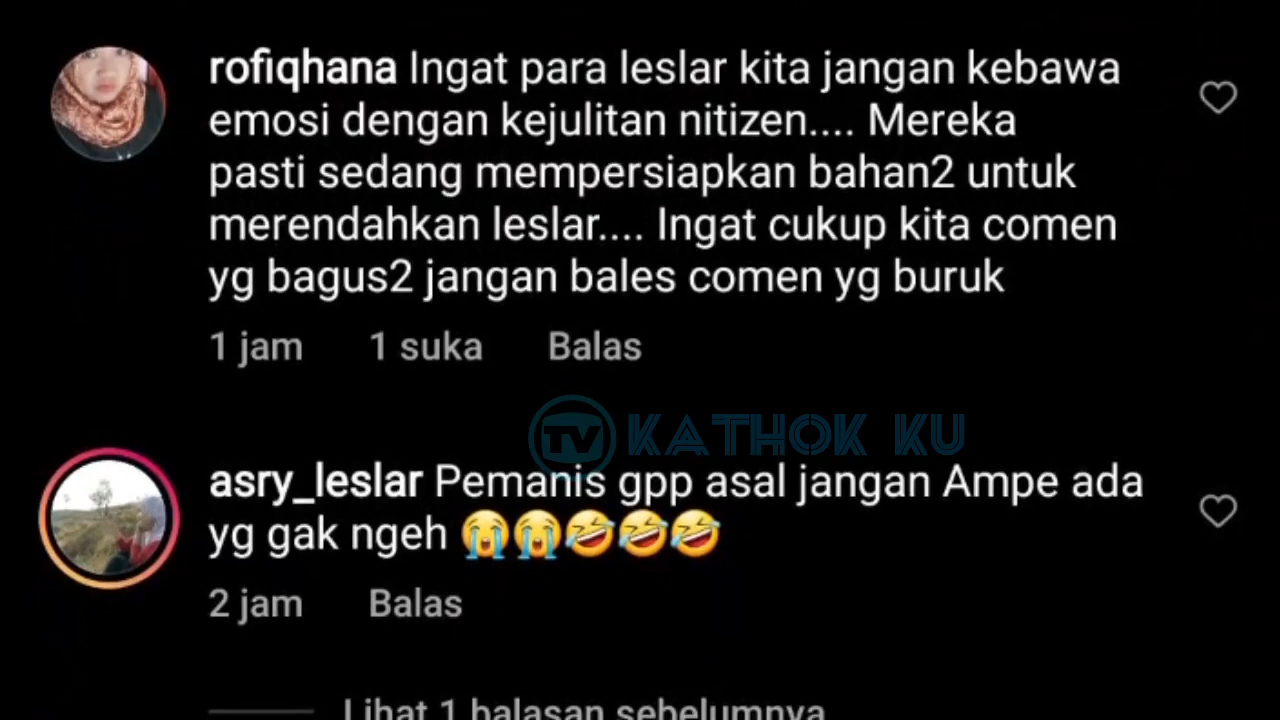 rofiqhana Ingat para leslar kita jangan kebawa
emosi dengan kejulitan nitizen.... Mereka
pasti sedang mempersiapkan bahan2 untuk
merendahkan leslar.... Ingat cukup kita comen
yg bagus2 jangan bales comen yg buruk
1 jam 1 suka Balas
TV KATHOK KU
asry_leslar Pemanis gpp asal jangan Ampe ada
yg gak ngeh 😭😭🤣🤣🤣
2 jam Balas
Lihat 1 balasan sebelumnya